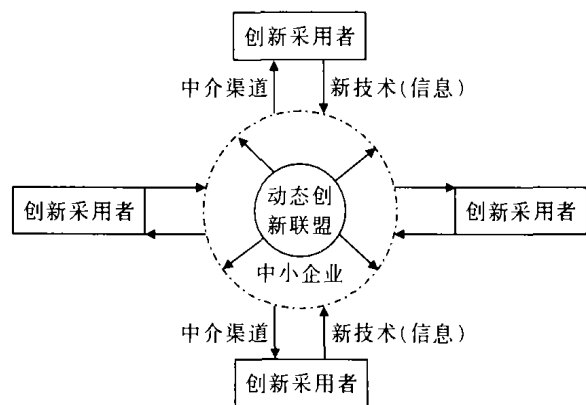 创新采用者
中介渠道 新技术(信息)
创新采用者
动态创
新联盟
创新采用者
中小企业
中介渠道 新技术(信息)
创新采用者